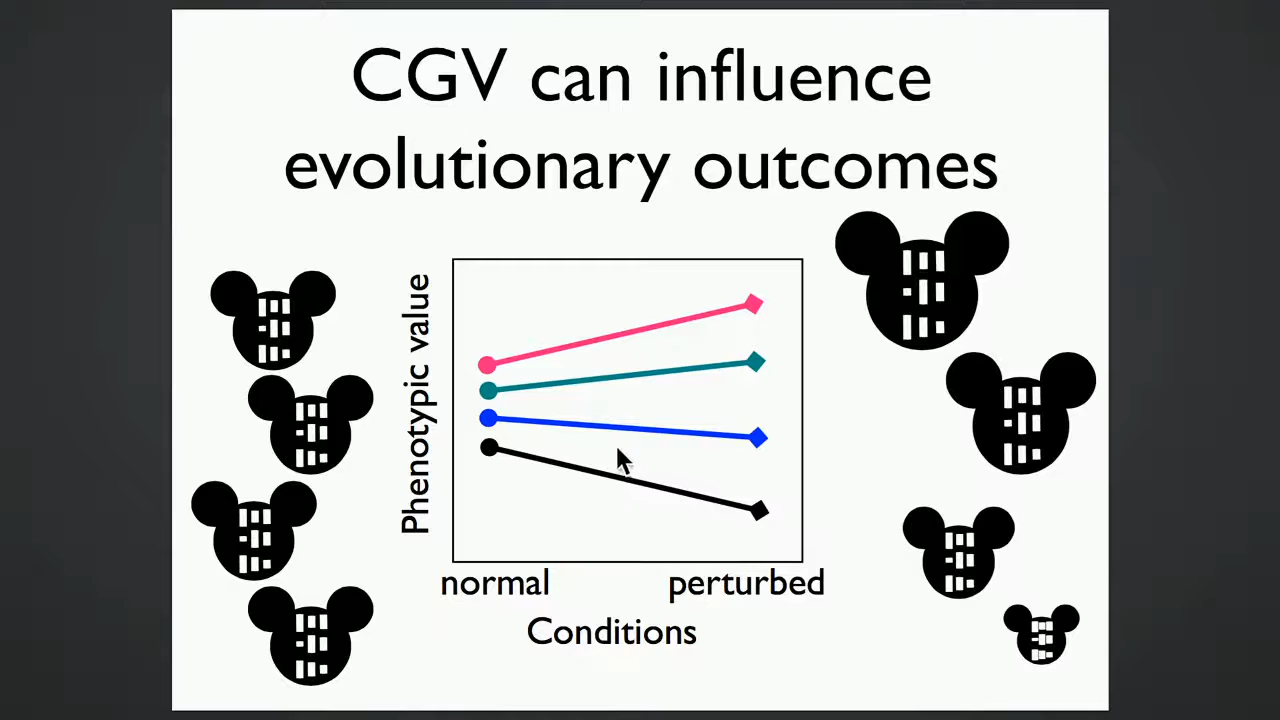 CGV can influence
evolutionary outcomes
Phenotypic value
normal
perturbed
Conditions